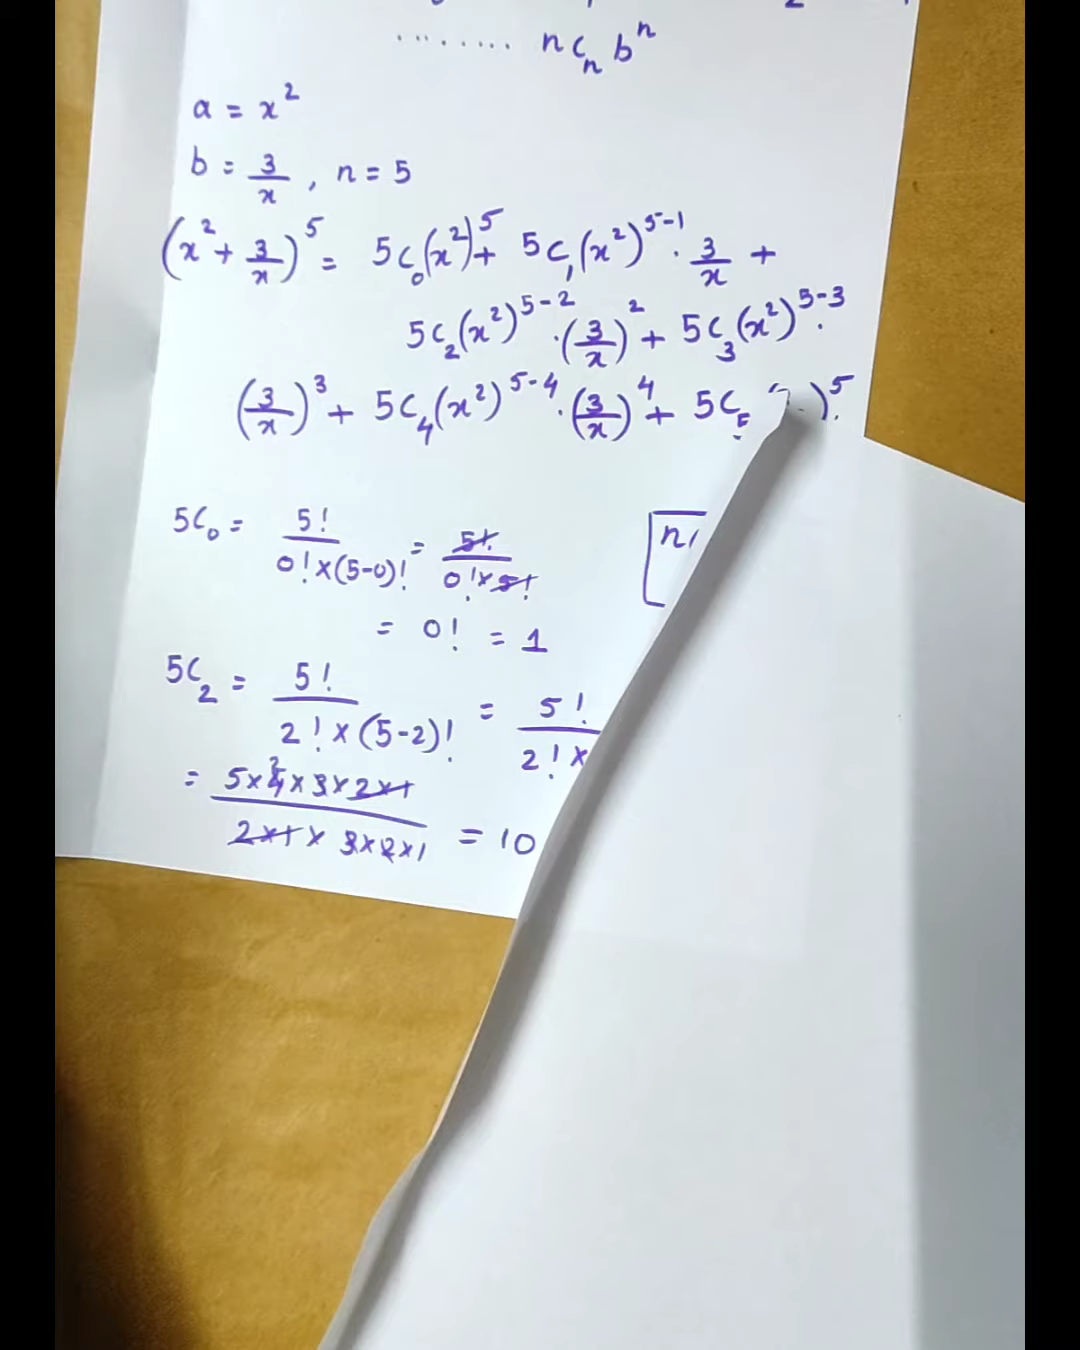 ........ nCₙ bⁿ
a = x²
b = 3/x , n = 5
(x² + 3/x)⁵ = 5C₀(x²)⁵ + 5C₁(x²)⁵⁻¹ · 3/x +
5C₂(x²)⁵⁻² · (3/x)² + 5C₃(x²)⁵⁻³ ·
(3/x)³ + 5C₄(x²)⁵⁻⁴ · (3/x)⁴ + 5C₅ )⁵
5C₀ = 5!/(0!×(5-0)!) = 5!/(0!×5!)
= 0! = 1
5C₂ = 5!/(2!×(5-2)!) = 5!/(2!×
= (5×4×3×2×1)/(2×1×3×2×1) = 10